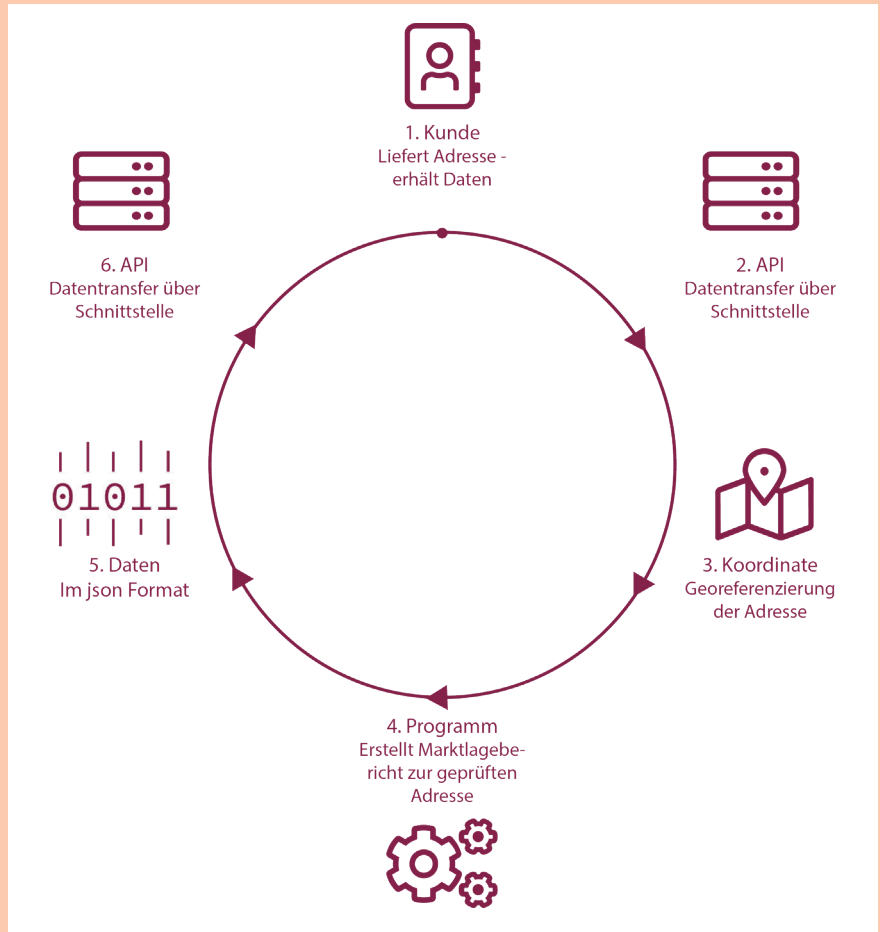 1. Kunde
Liefert Adresse -
erhält Daten
2. API
Datentransfer über
Schnittstelle
3. Koordinate
Georeferenzierung
der Adresse
4. Programm
Erstellt Marktlagebe-
richt zur geprüften
Adresse
5. Daten
Im json Format
01011
6. API
Datentransfer über
Schnittstelle